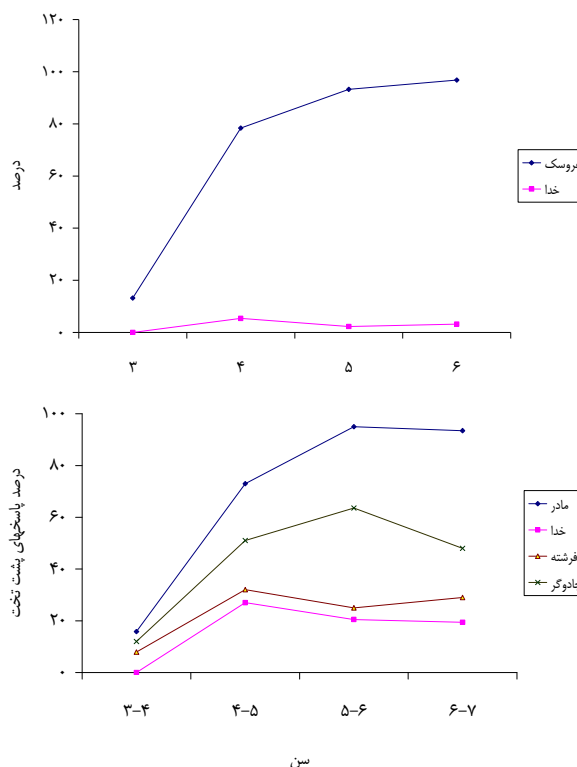 ۱۲۰
۱۰۰
۸۰
۶۰
۴۰
۲۰
۰
درصد
۳ ۴ ۵ ۶
عروسک
خدا
۱۰۰
۸۰
۶۰
۴۰
۲۰
۰
درصد پاسخهای پشت تخت
۳-۴ ۴-۵ ۵-۶ ۶-۷
سن
مادر
خدا
فرشته
جادوگر